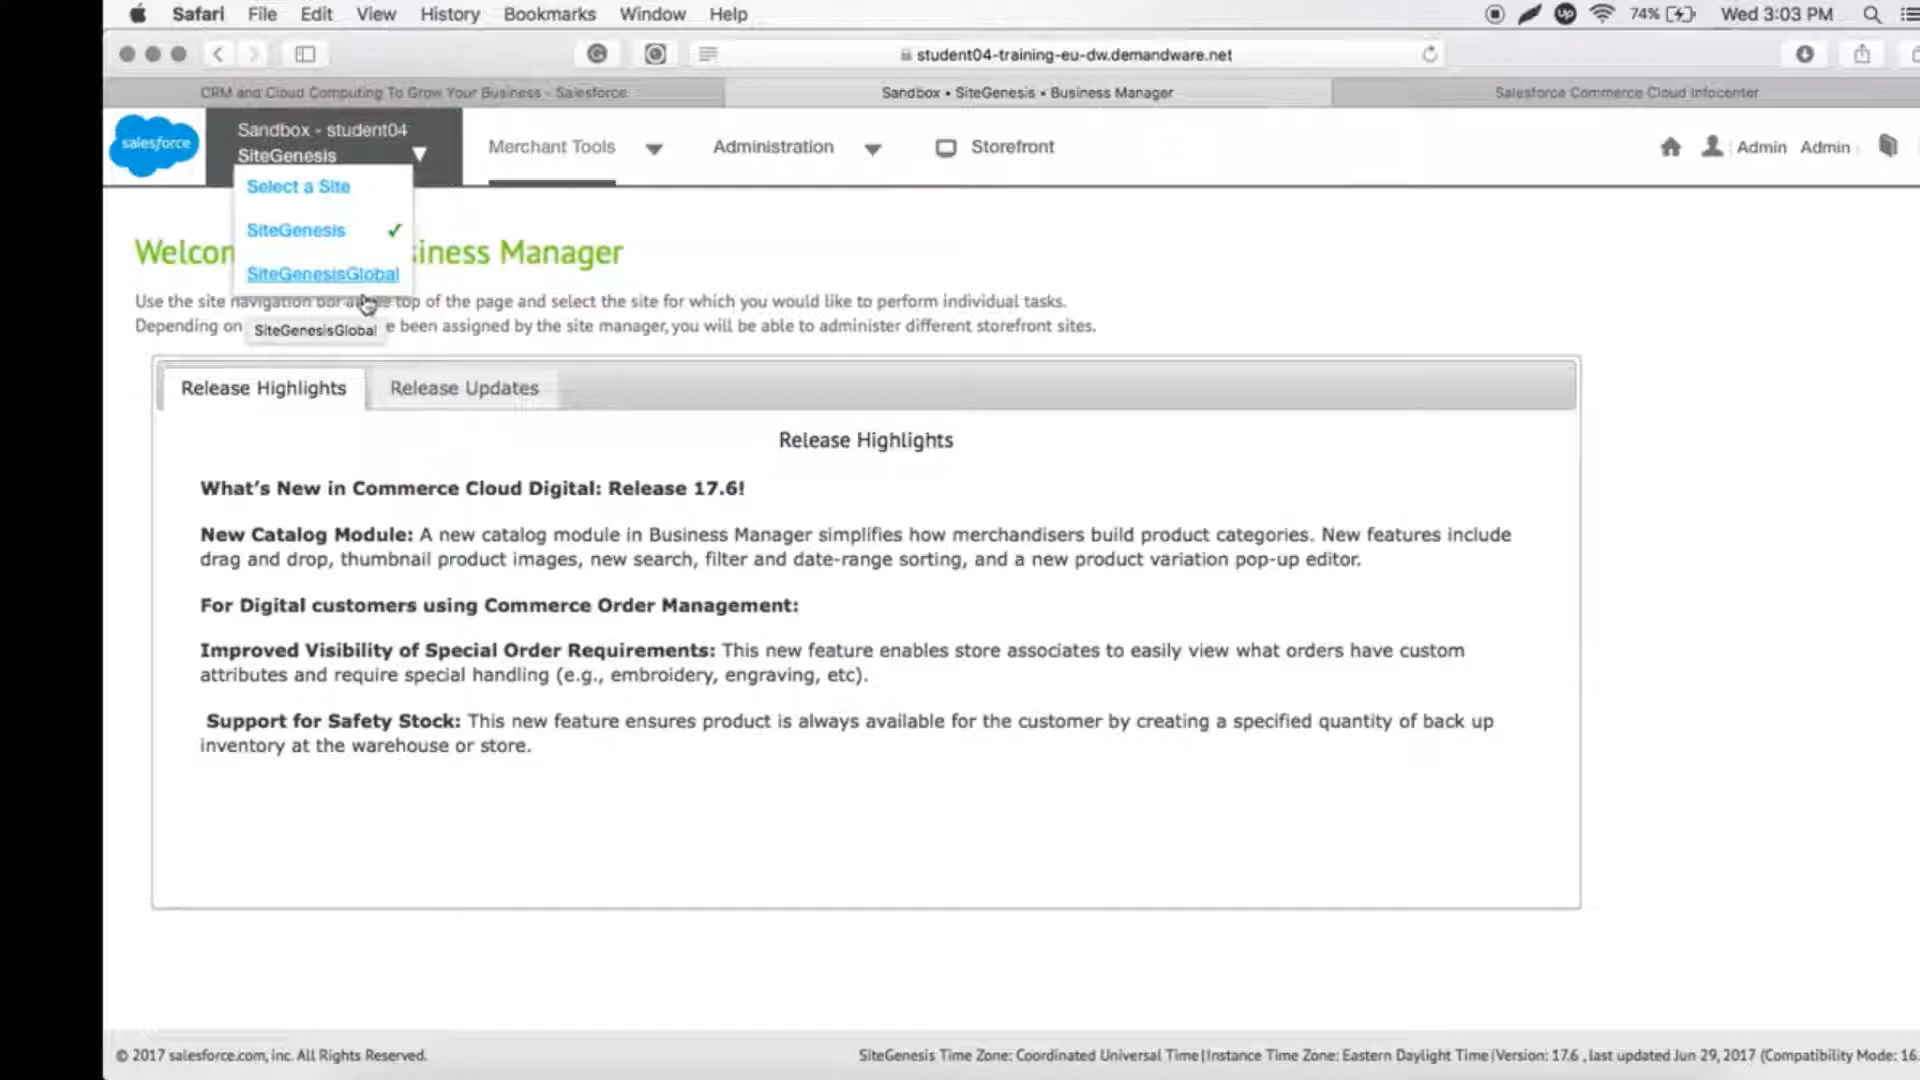 Safari File Edit View History Bookmarks Window Help 74% Wed 3:03 PM
student04-training-eu-dw.demandware.net
CRM and Cloud Computing To Grow Your Business - Salesforce
Sandbox • SiteGenesis • Business Manager
Salesforce Commerce Cloud Infocenter
salesforce
Sandbox - student04
SiteGenesis
Merchant Tools
Administration
Storefront
Admin Admin
Select a Site
SiteGenesis ✓
SiteGenesisGlobal
SiteGenesisGlobal
Welcom iness Manager
Use the site navigation bar at the top of the page and select the site for which you would like to perform individual tasks.
Depending on e been assigned by the site manager, you will be able to administer different storefront sites.
Release Highlights Release Updates
Release Highlights
What's New in Commerce Cloud Digital: Release 17.6!
New Catalog Module: A new catalog module in Business Manager simplifies how merchandisers build product categories. New features include
drag and drop, thumbnail product images, new search, filter and date-range sorting, and a new product variation pop-up editor.
For Digital customers using Commerce Order Management:
Improved Visibility of Special Order Requirements: This new feature enables store associates to easily view what orders have custom
attributes and require special handling (e.g., embroidery, engraving, etc).
Support for Safety Stock: This new feature ensures product is always available for the customer by creating a specified quantity of back up
inventory at the warehouse or store.
© 2017 salesforce.com, inc. All Rights Reserved.
SiteGenesis Time Zone: Coordinated Universal Time | Instance Time Zone: Eastern Daylight Time | Version: 17.6 , last updated Jun 29, 2017 (Compatibility Mode: 16.